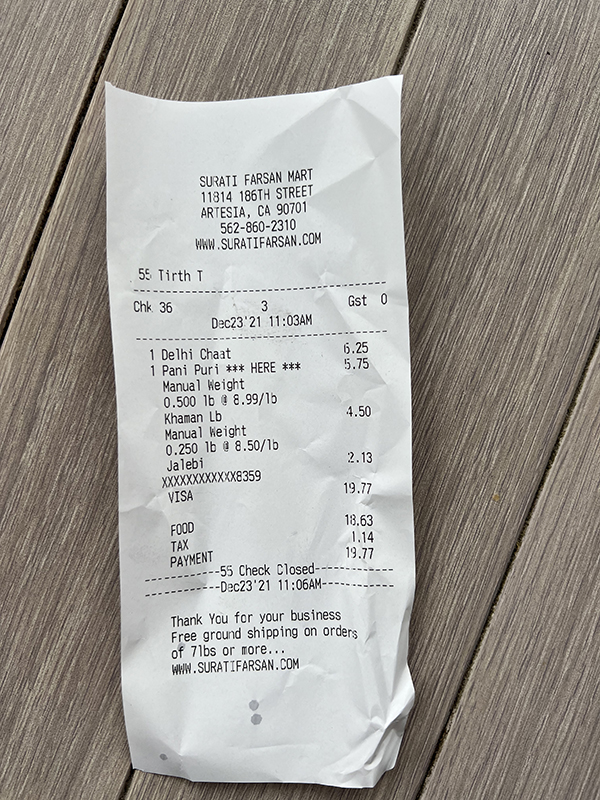 SURATI FARSAN MART
11814 186TH STREET
ARTESIA, CA 90701
562-860-2310
WWW.SURATIFARSAN.COM
55 Tirth T
Chk 36 3 Gst 0
Dec23'21 11:03AM
1 Delhi Chaat 6.25
1 Pani Puri *** HERE *** 5.75
Manual Weight
0.500 lb @ 8.99/lb
Khaman Lb 4.50
Manual Weight
0.250 lb @ 8.50/lb
Jalebi 2.13
XXXXXXXXXXXX8359
VISA 19.77
FOOD 18.63
TAX 1.14
PAYMENT 19.77
----------55 Check Closed----------
----------Dec23'21 11:06AM----------
Thank You for your business
Free ground shipping on orders
of 7lbs or more...
WWW.SURATIFARSAN.COM